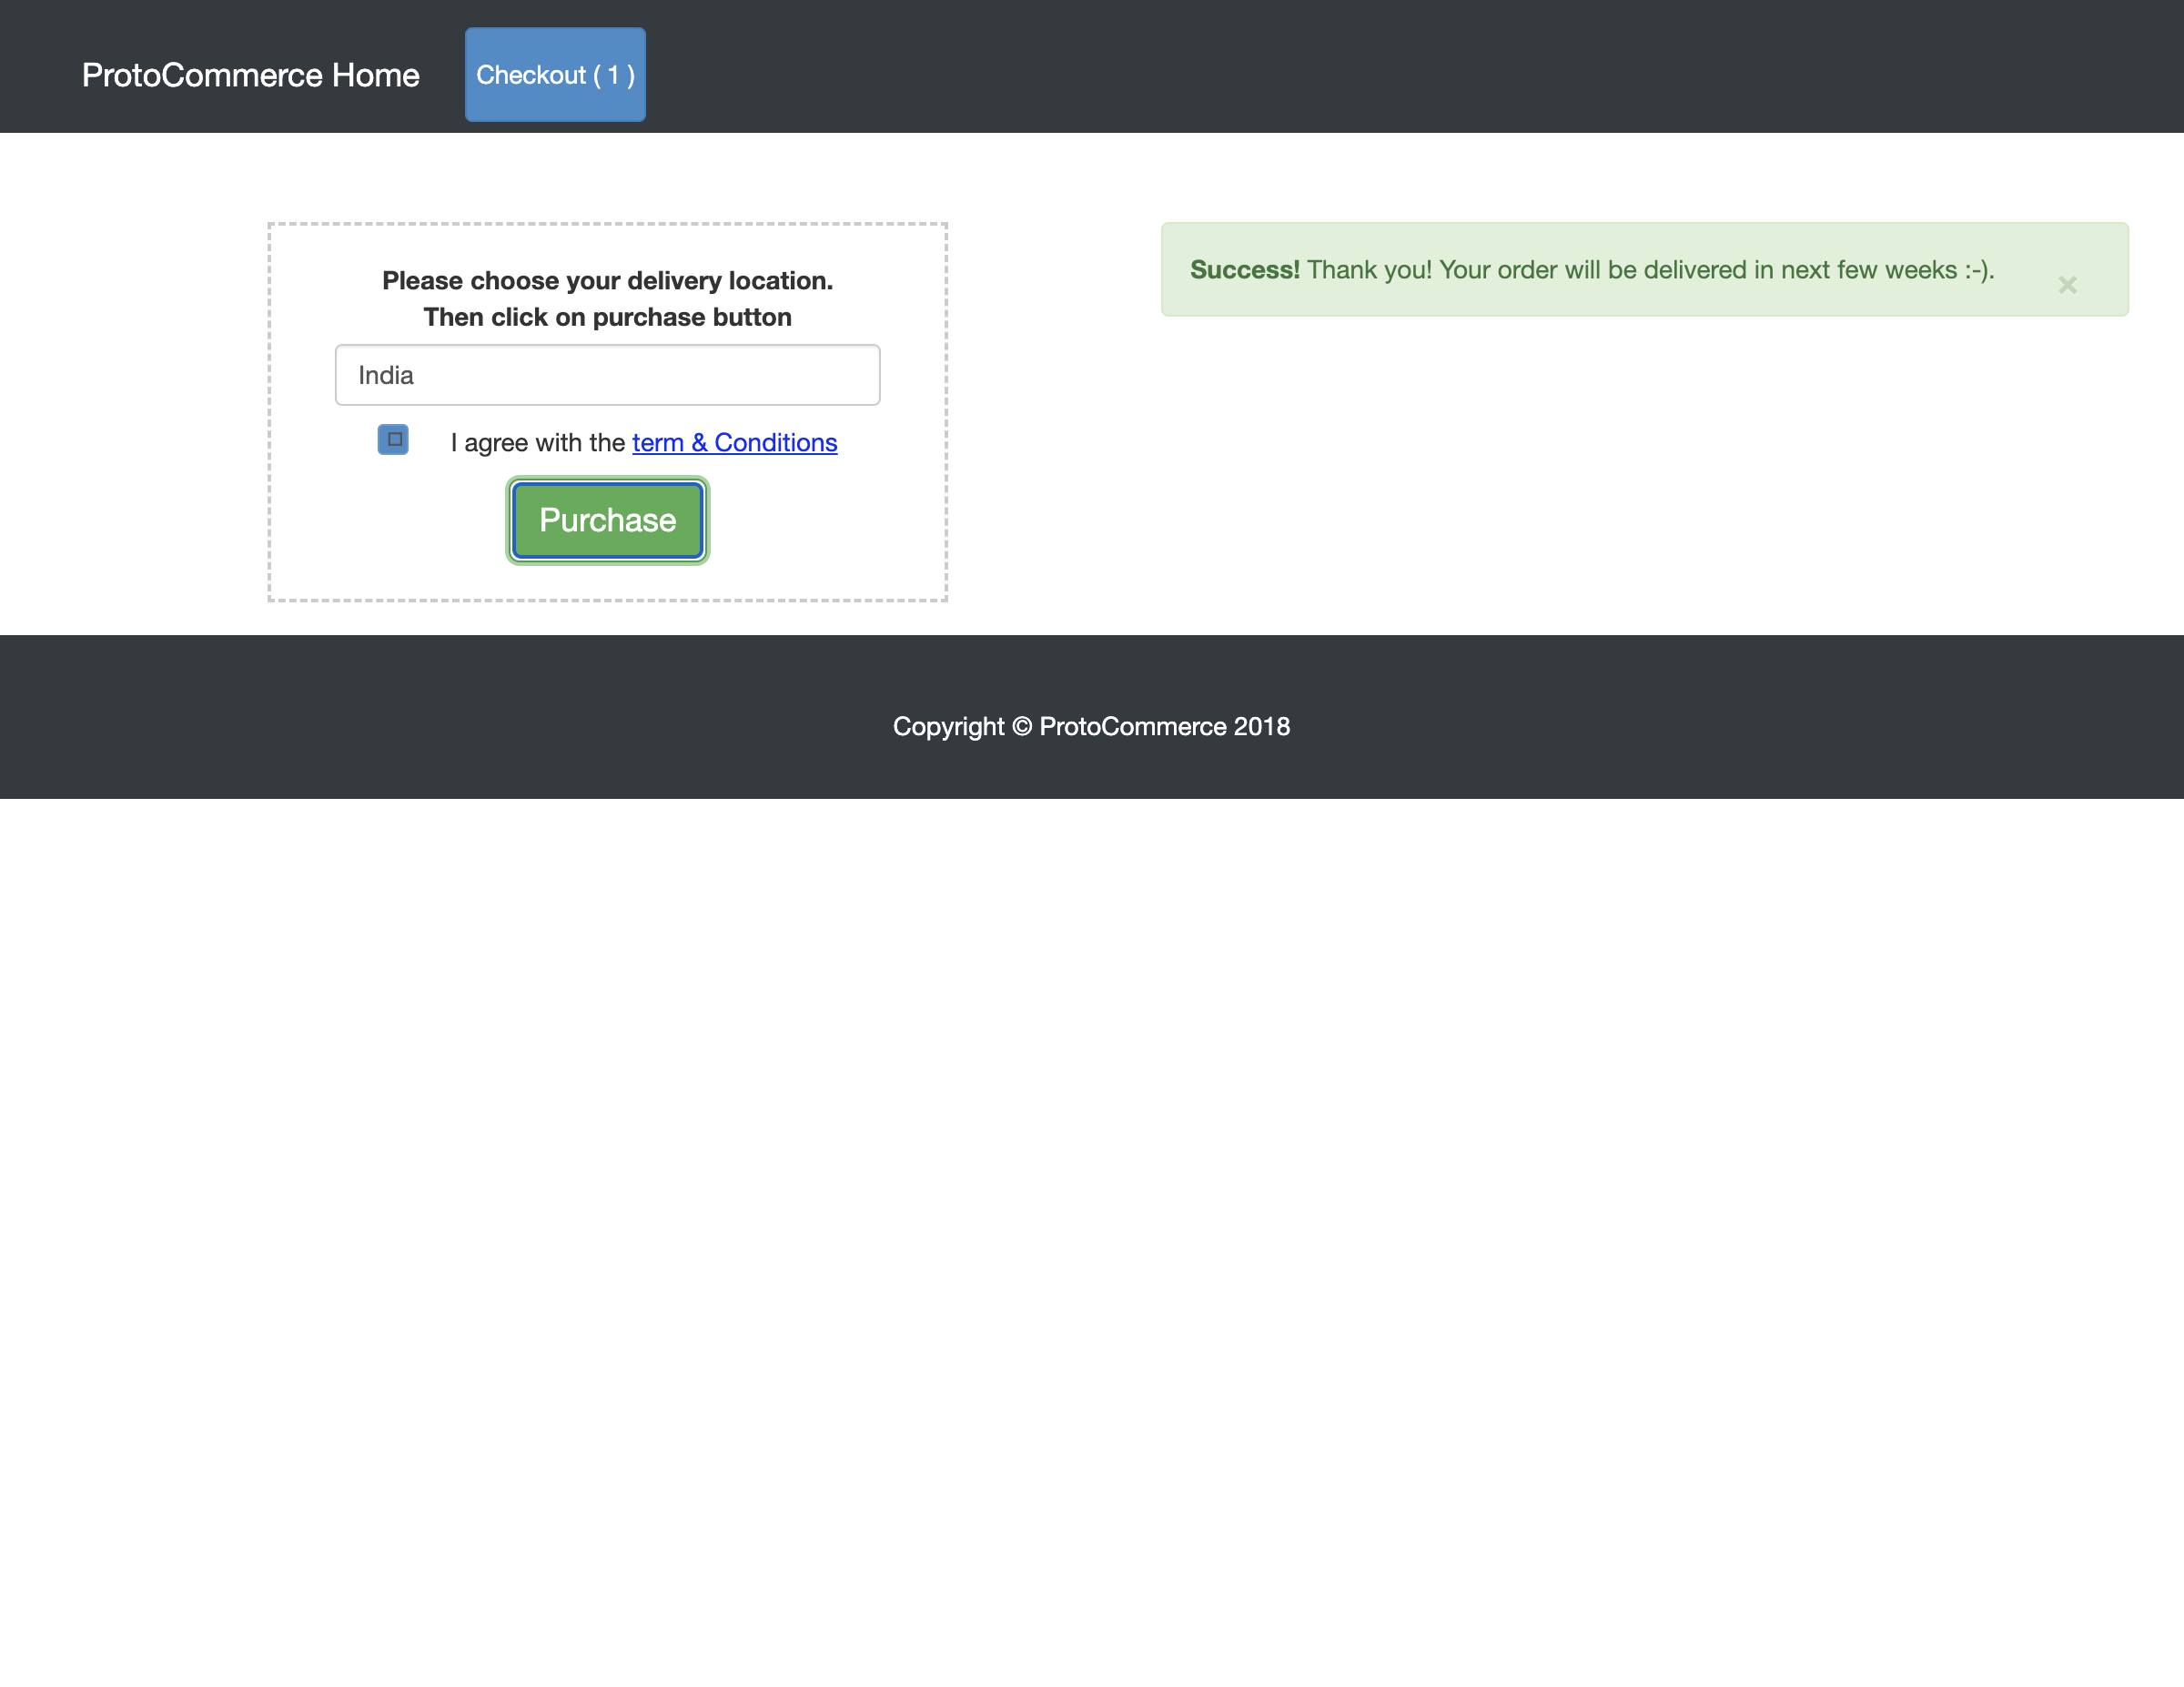 ProtoCommerce Home
Checkout ( 1 )
Please choose your delivery location.
Then click on purchase button
India
I agree with the term & Conditions
Purchase
Success! Thank you! Your order will be delivered in next few weeks :-).
×
Copyright © ProtoCommerce 2018